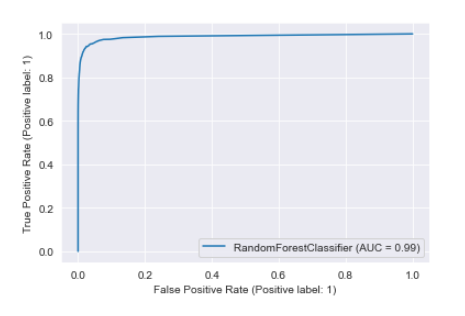 1.0
0.8
0.6
0.4
0.2
0.0
True Positive Rate (Positive label: 1)
RandomForestClassifier (AUC = 0.99)
0.0 0.2 0.4 0.6 0.8 1.0
False Positive Rate (Positive label: 1)